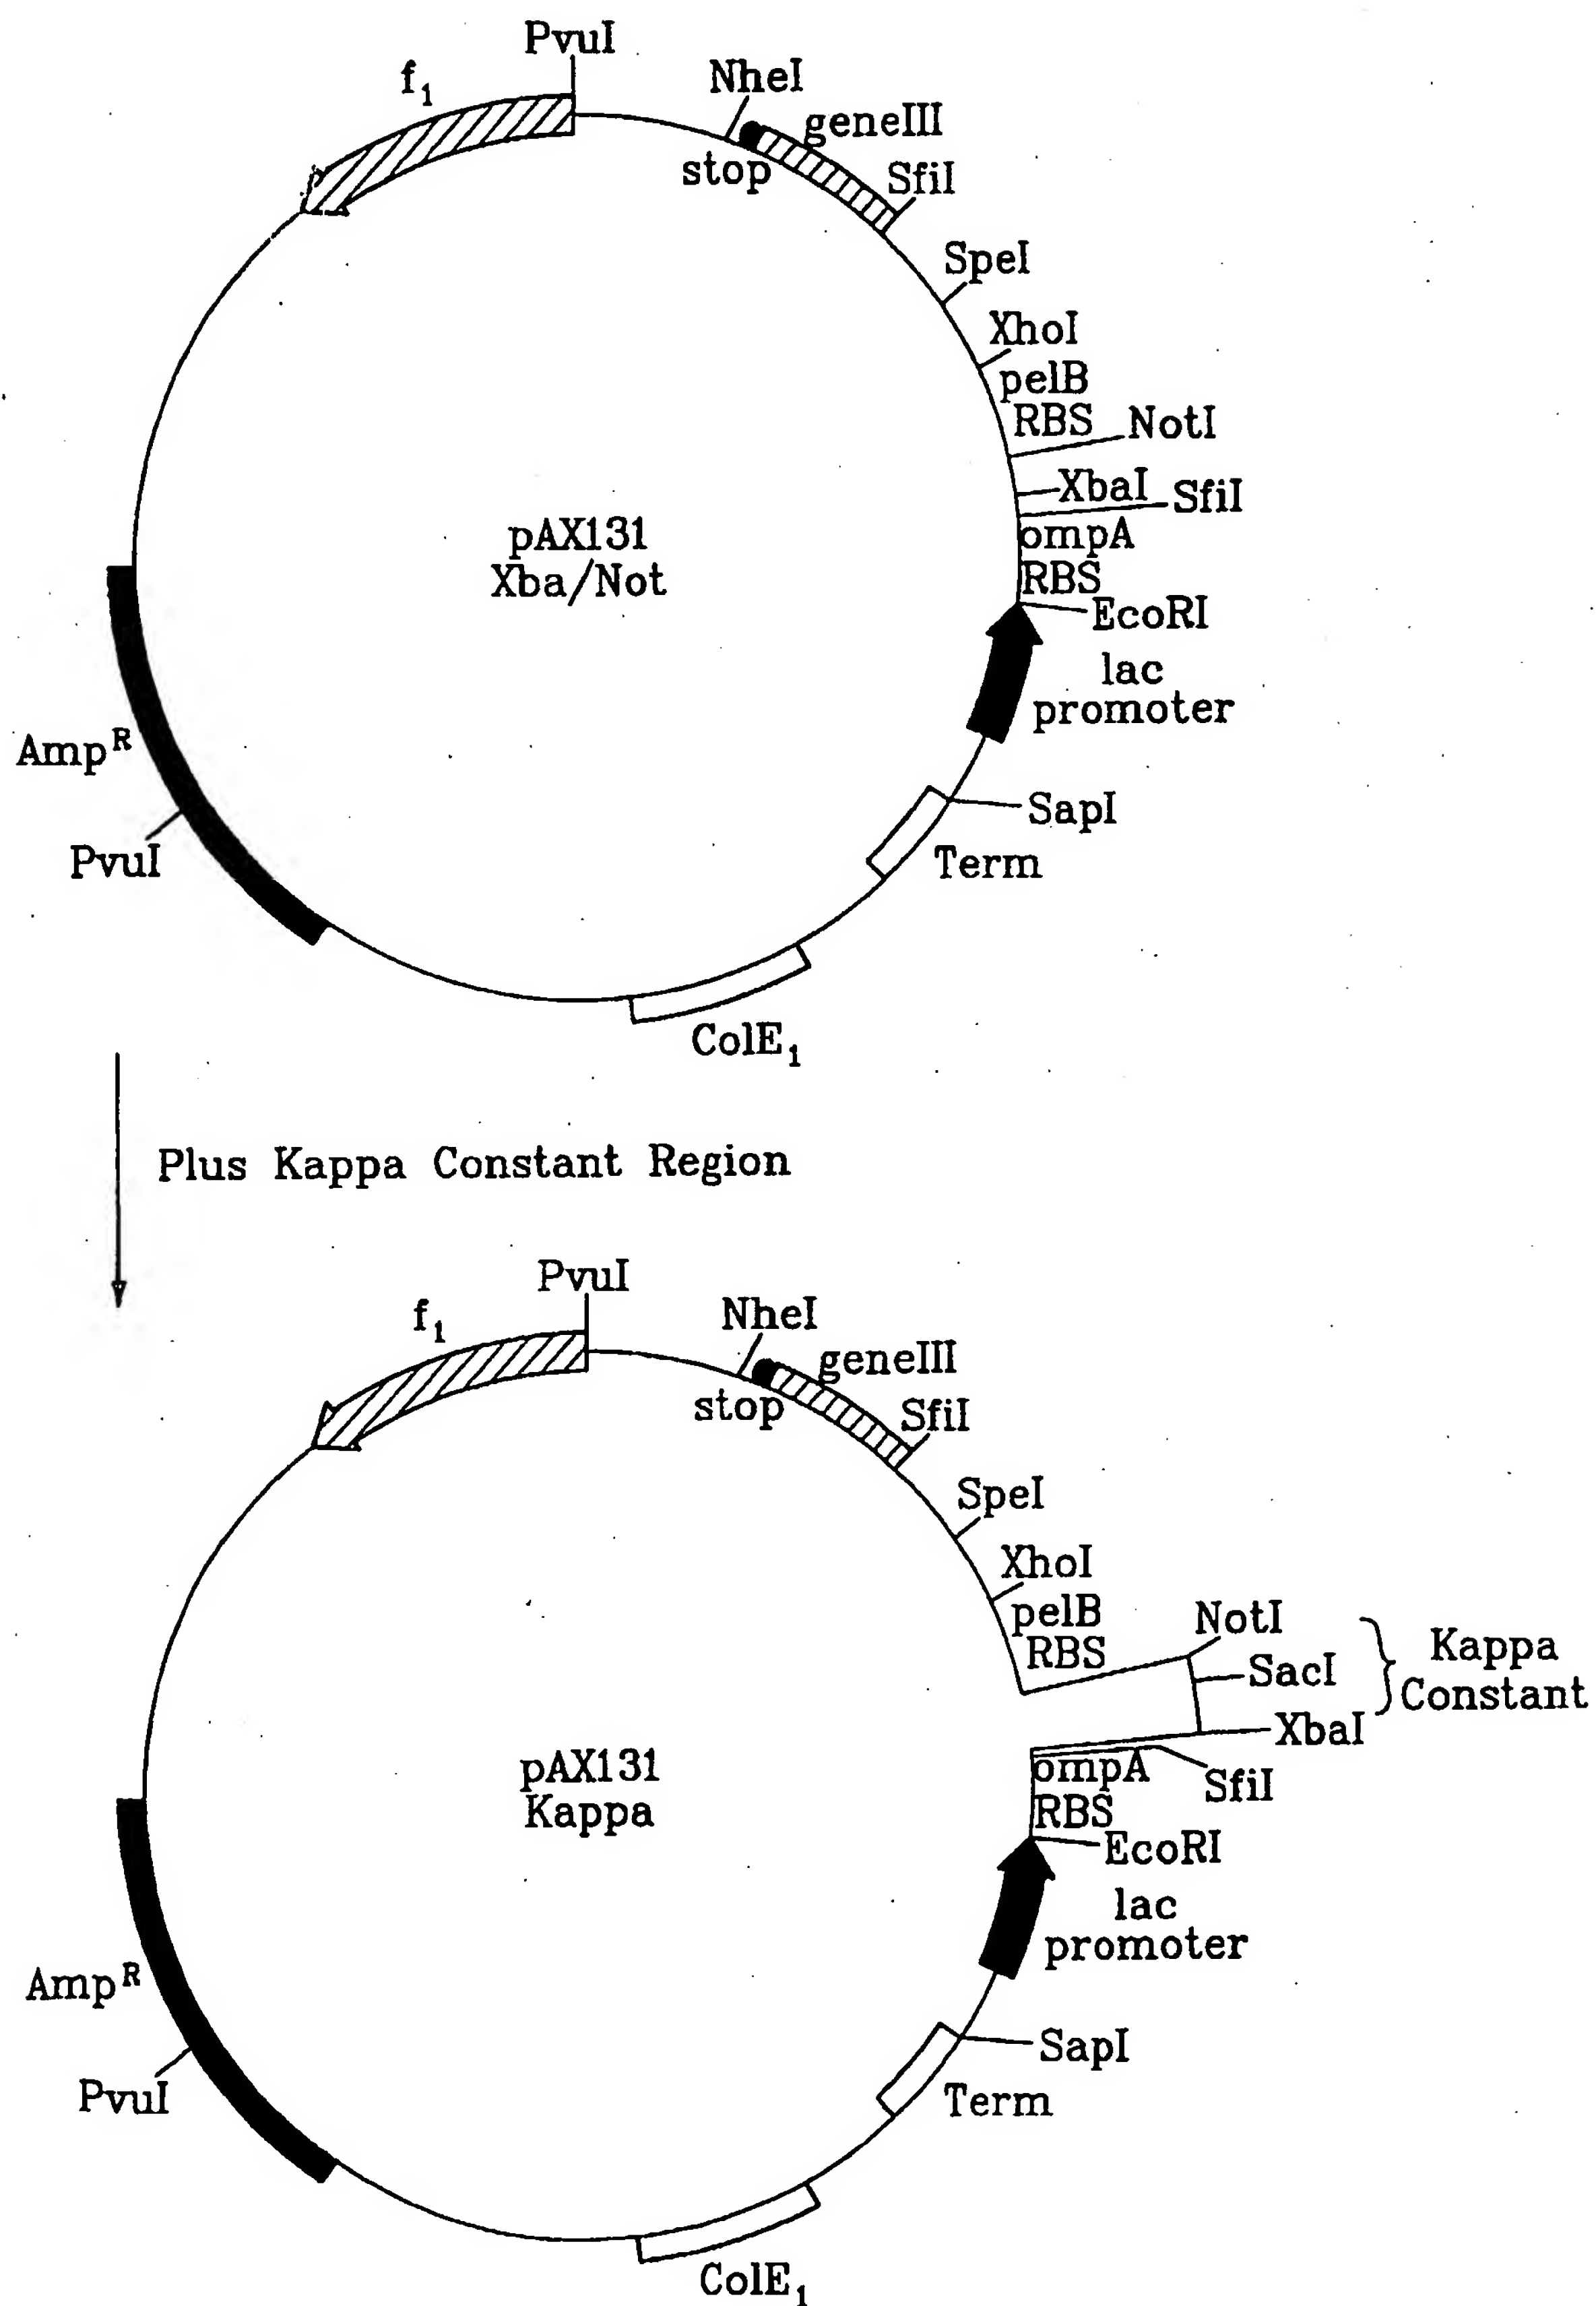 PvuI
f1
NheI
geneIII
stop
SfiI
SpeI
XhoI
pelB
RBS
NotI
XbaI
SfiI
ompA
RBS
EcoRI
lac
promoter
SapI
Term
ColE1
AmpR
PvuI
pAX131
Xba/Not
Plus Kappa Constant Region
PvuI
f1
NheI
geneIII
stop
SfiI
SpeI
XhoI
pelB
RBS
NotI
SacI
Kappa
Constant
XbaI
ompA
SfiI
RBS
EcoRI
lac
promoter
SapI
Term
ColE1
AmpR
PvuI
pAX131
Kappa